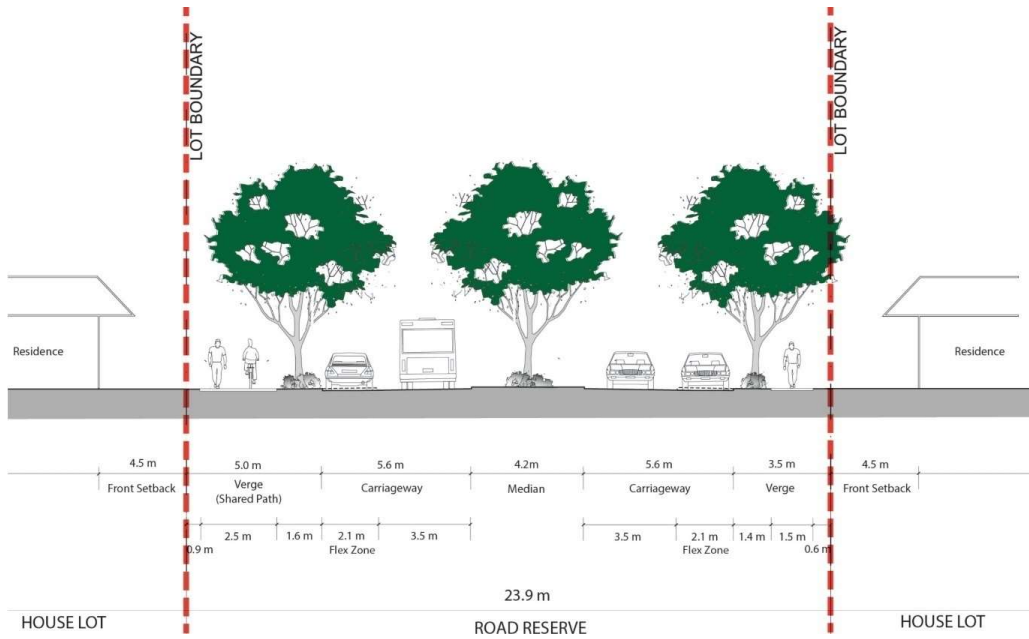 LOT BOUNDARY
LOT BOUNDARY
Residence
Residence
4.5 m
5.0 m
5.6 m
4.2m
5.6 m
3.5 m
4.5 m
Front Setback
Verge
(Shared Path)
Carriageway
Median
Carriageway
Verge
Front Setback
0.9 m
2.5 m
1.6 m
2.1 m
Flex Zone
3.5 m
3.5 m
2.1 m
Flex Zone
1.4 m
1.5 m
0.6 m
23.9 m
HOUSE LOT
ROAD RESERVE
HOUSE LOT